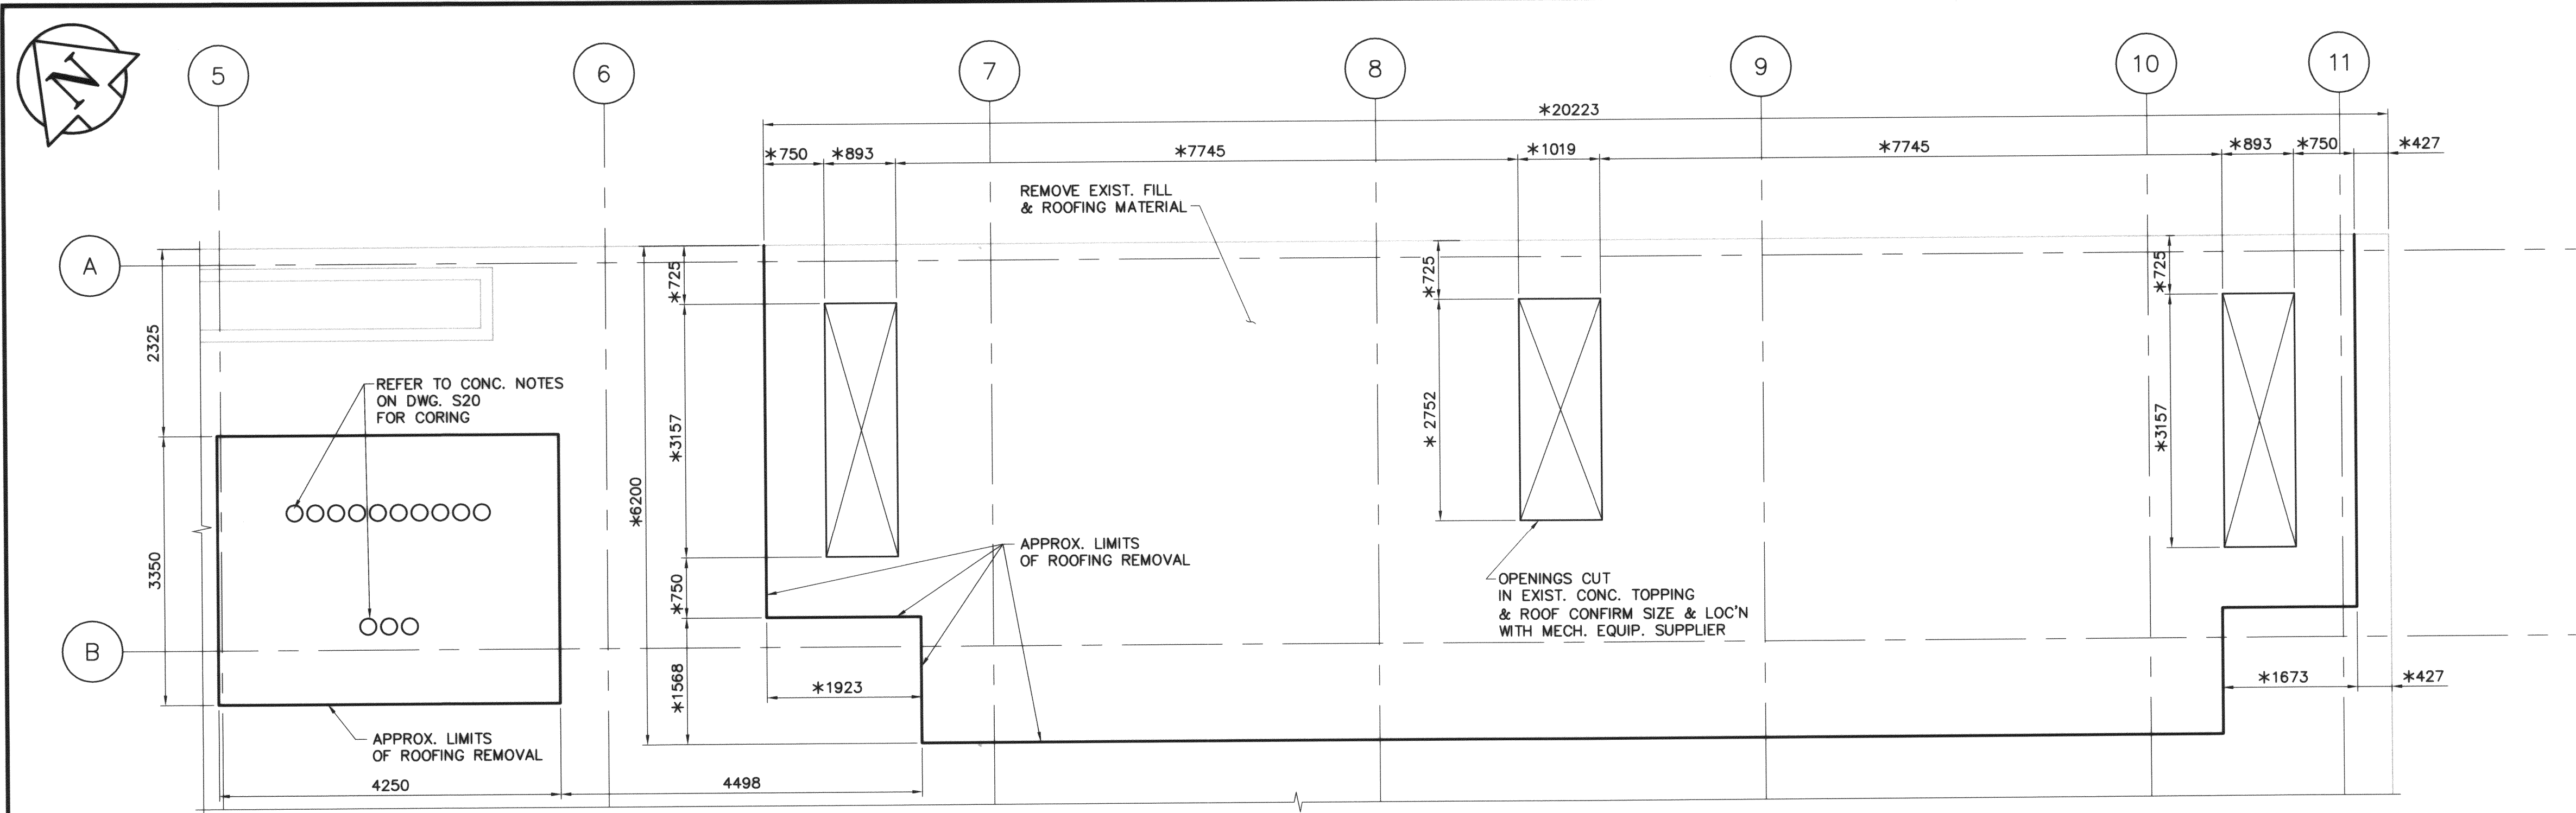 N
5
6
7
8
9
10
11
*20223
*750
*893
*7745
*1019
*7745
*893
*750
*427
REMOVE EXIST. FILL
& ROOFING MATERIAL
A
2325
*725
*725
*725
REFER TO CONC. NOTES
ON DWG. S20
FOR CORING
*3157
*2752
*3157
*6200
3350
APPROX. LIMITS
OF ROOFING REMOVAL
*750
OPENINGS CUT
IN EXIST. CONC. TOPPING
& ROOF CONFIRM SIZE & LOC'N
WITH MECH. EQUIP. SUPPLIER
B
*1568
*1923
*1673
*427
APPROX. LIMITS
OF ROOFING REMOVAL
4250
4498